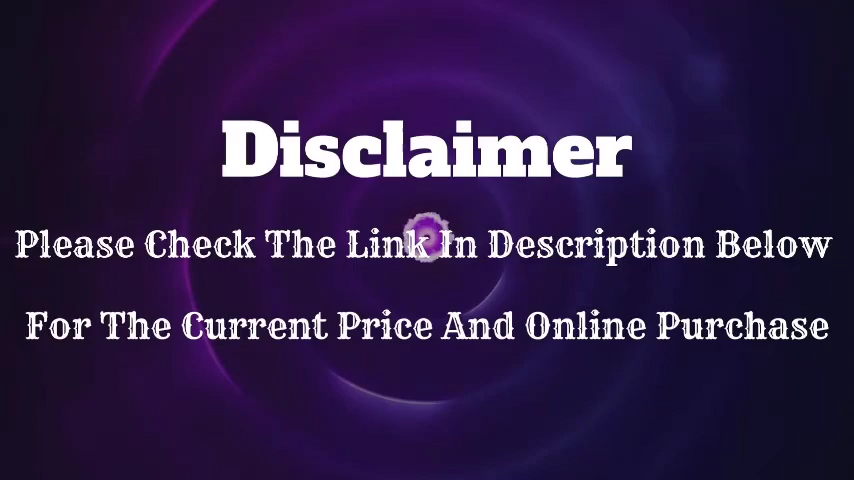 Disclaimer
Please Check The Link In Description Below
For The Current Price And Online Purchase